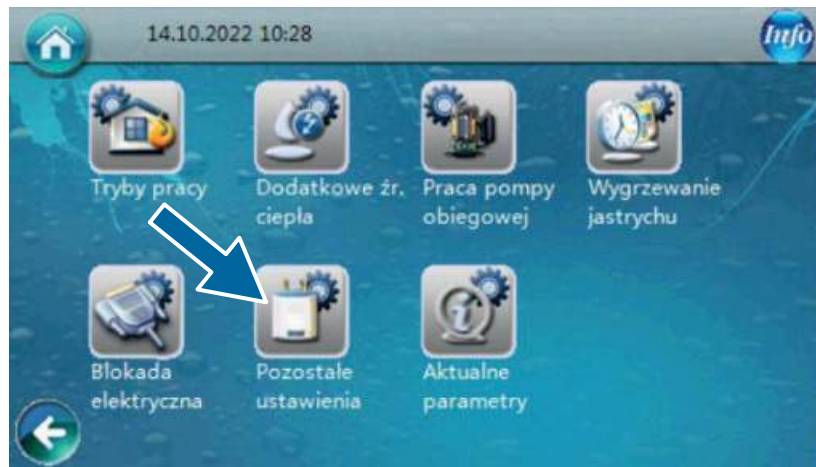 14.10.2022 10:28
Info
Tryby pracy
Dodatkowe źr.
ciepła
Praca pompy
obiegowej
Wygrzewanie
jastrychu
Blokada
elektryczna
Pozostałe
ustawienia
Aktualne
parametry